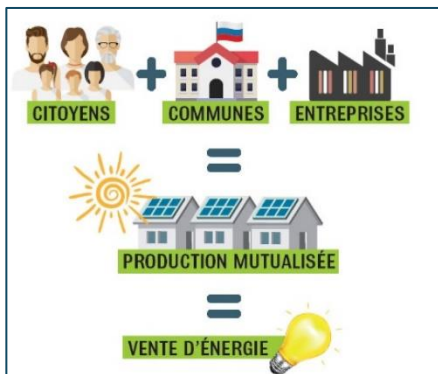 CITOYENS + COMMUNES + ENTREPRISES
=
PRODUCTION MUTUALISÉE
=
VENTE D'ÉNERGIE